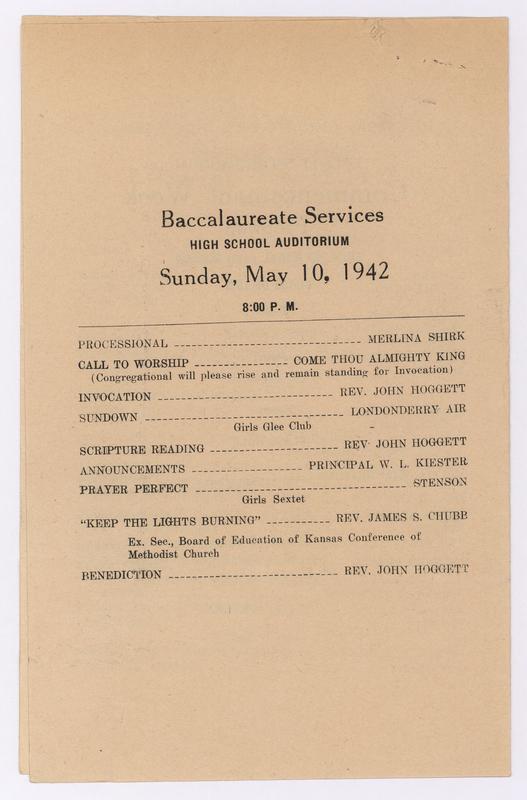 Baccalaureate Services
HIGH SCHOOL AUDITORIUM
Sunday, May 10, 1942
8:00 P. M.
PROCESSIONAL ---------------------------------- MERLINA SHIRK
CALL TO WORSHIP ---------------- COME THOU ALMIGHTY KING
(Congregational will please rise and remain standing for Invocation)
INVOCATION -------------------------------- REV. JOHN HOGGETT
SUNDOWN ------------------------------------ LONDONDERRY AIR
Girls Glee Club
SCRIPTURE READING ----------------------- REV. JOHN HOGGETT
ANNOUNCEMENTS ------------------- PRINCIPAL W. L. KIESTER
PRAYER PERFECT -------------------------------------- STENSON
Girls Sextet
"KEEP THE LIGHTS BURNING" ----------- REV. JAMES S. CHUBB
Ex. Sec., Board of Education of Kansas Conference of
Methodist Church
BENEDICTION ------------------------------ REV. JOHN HOGGETT